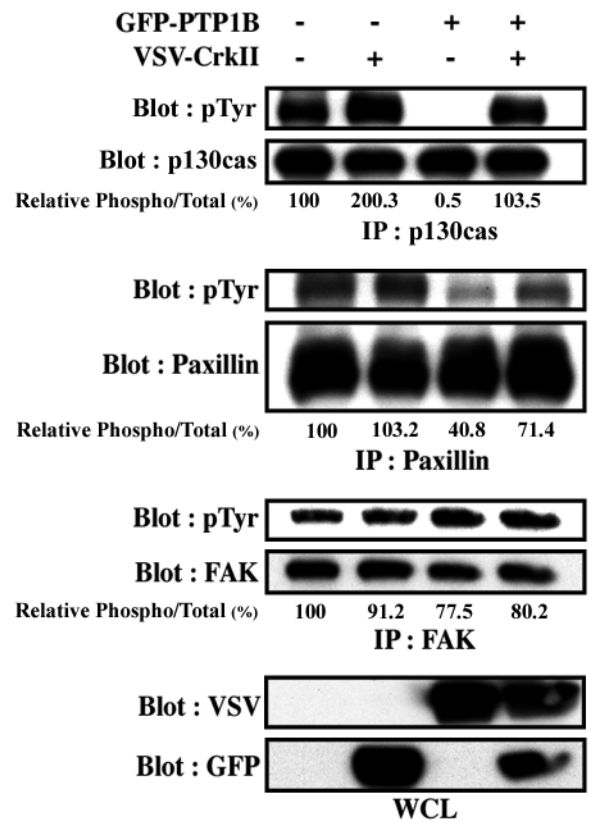 GFP-PTP1B - - + +
VSV-CrkII - + - +
Blot : pTyr
Blot : p130cas
Relative Phospho/Total (%) 100 200.3 0.5 103.5
IP : p130cas
Blot : pTyr
Blot : Paxillin
Relative Phospho/Total (%) 100 103.2 40.8 71.4
IP : Paxillin
Blot : pTyr
Blot : FAK
Relative Phospho/Total (%) 100 91.2 77.5 80.2
IP : FAK
Blot : VSV
Blot : GFP
WCL